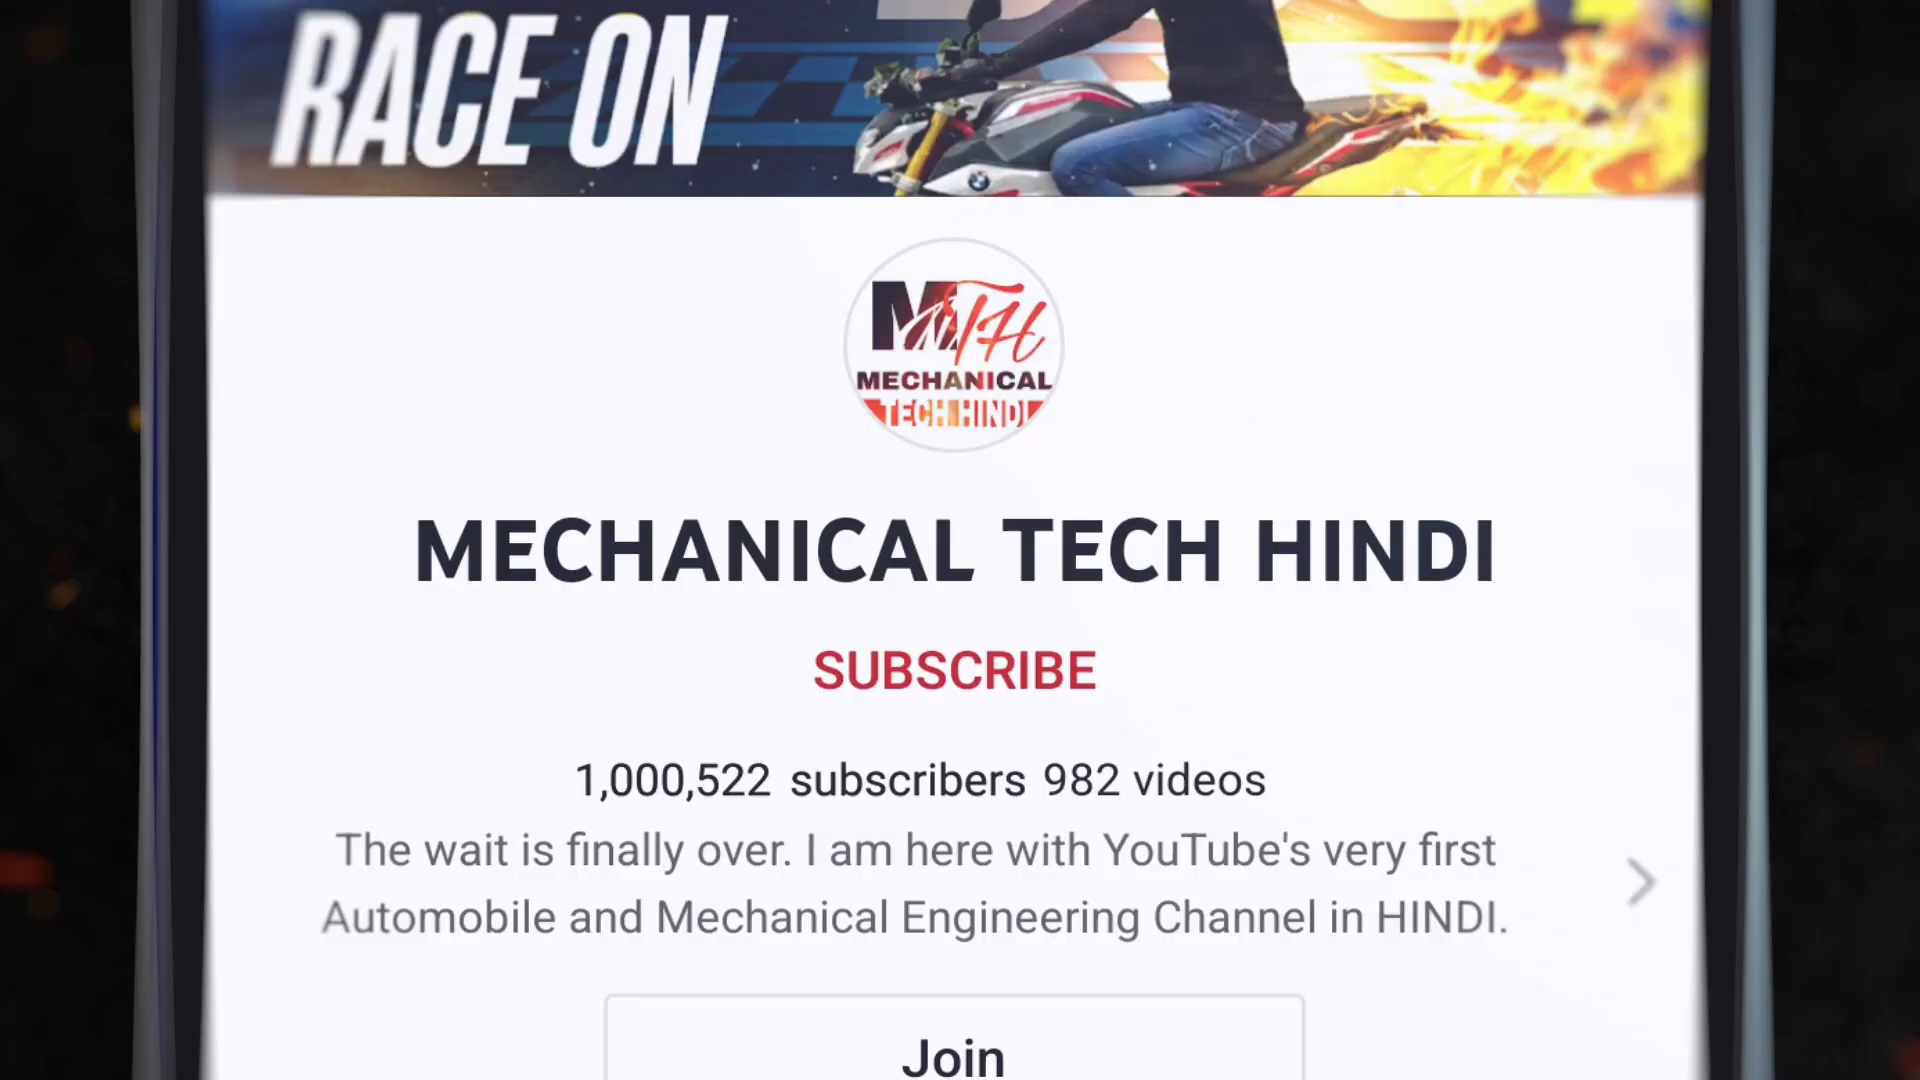 RACE ON
MTH
MECHANICAL
TECH HINDI
MECHANICAL TECH HINDI
SUBSCRIBE
1,000,522 subscribers 982 videos
The wait is finally over. I am here with YouTube's very first
Automobile and Mechanical Engineering Channel in HINDI.
Join